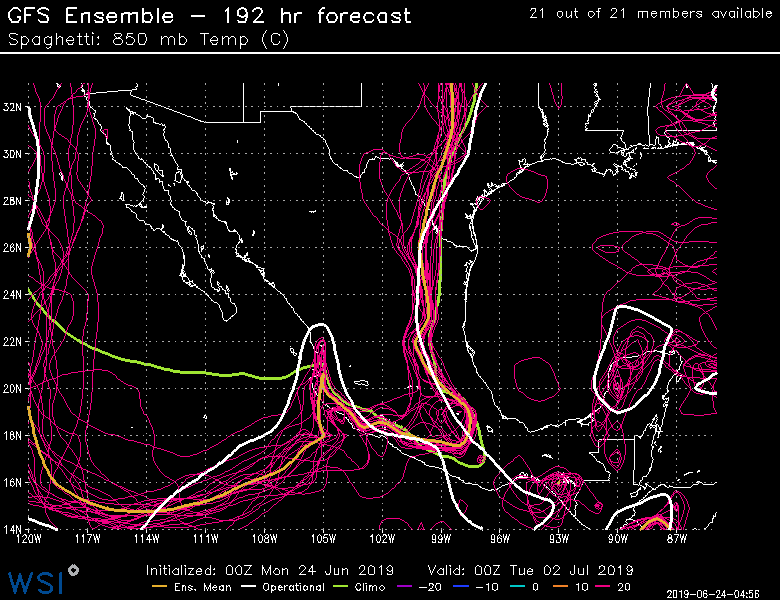 GFS Ensemble – 192 hr forecast
21 out of 21 members available
Spaghetti: 850 mb Temp (C)
32N
30N
28N
26N
24N
22N
20N
18N
16N
14N
120W 117W 114W 111W 108W 105W 102W 99W 96W 93W 90W 87W
Initialized: 00Z Mon 24 Jun 2019 Valid: 00Z Tue 02 Jul 2019
Ens. Mean Operational Climo -20 -10 0 10 20
WSI
2019-06-24-04:56